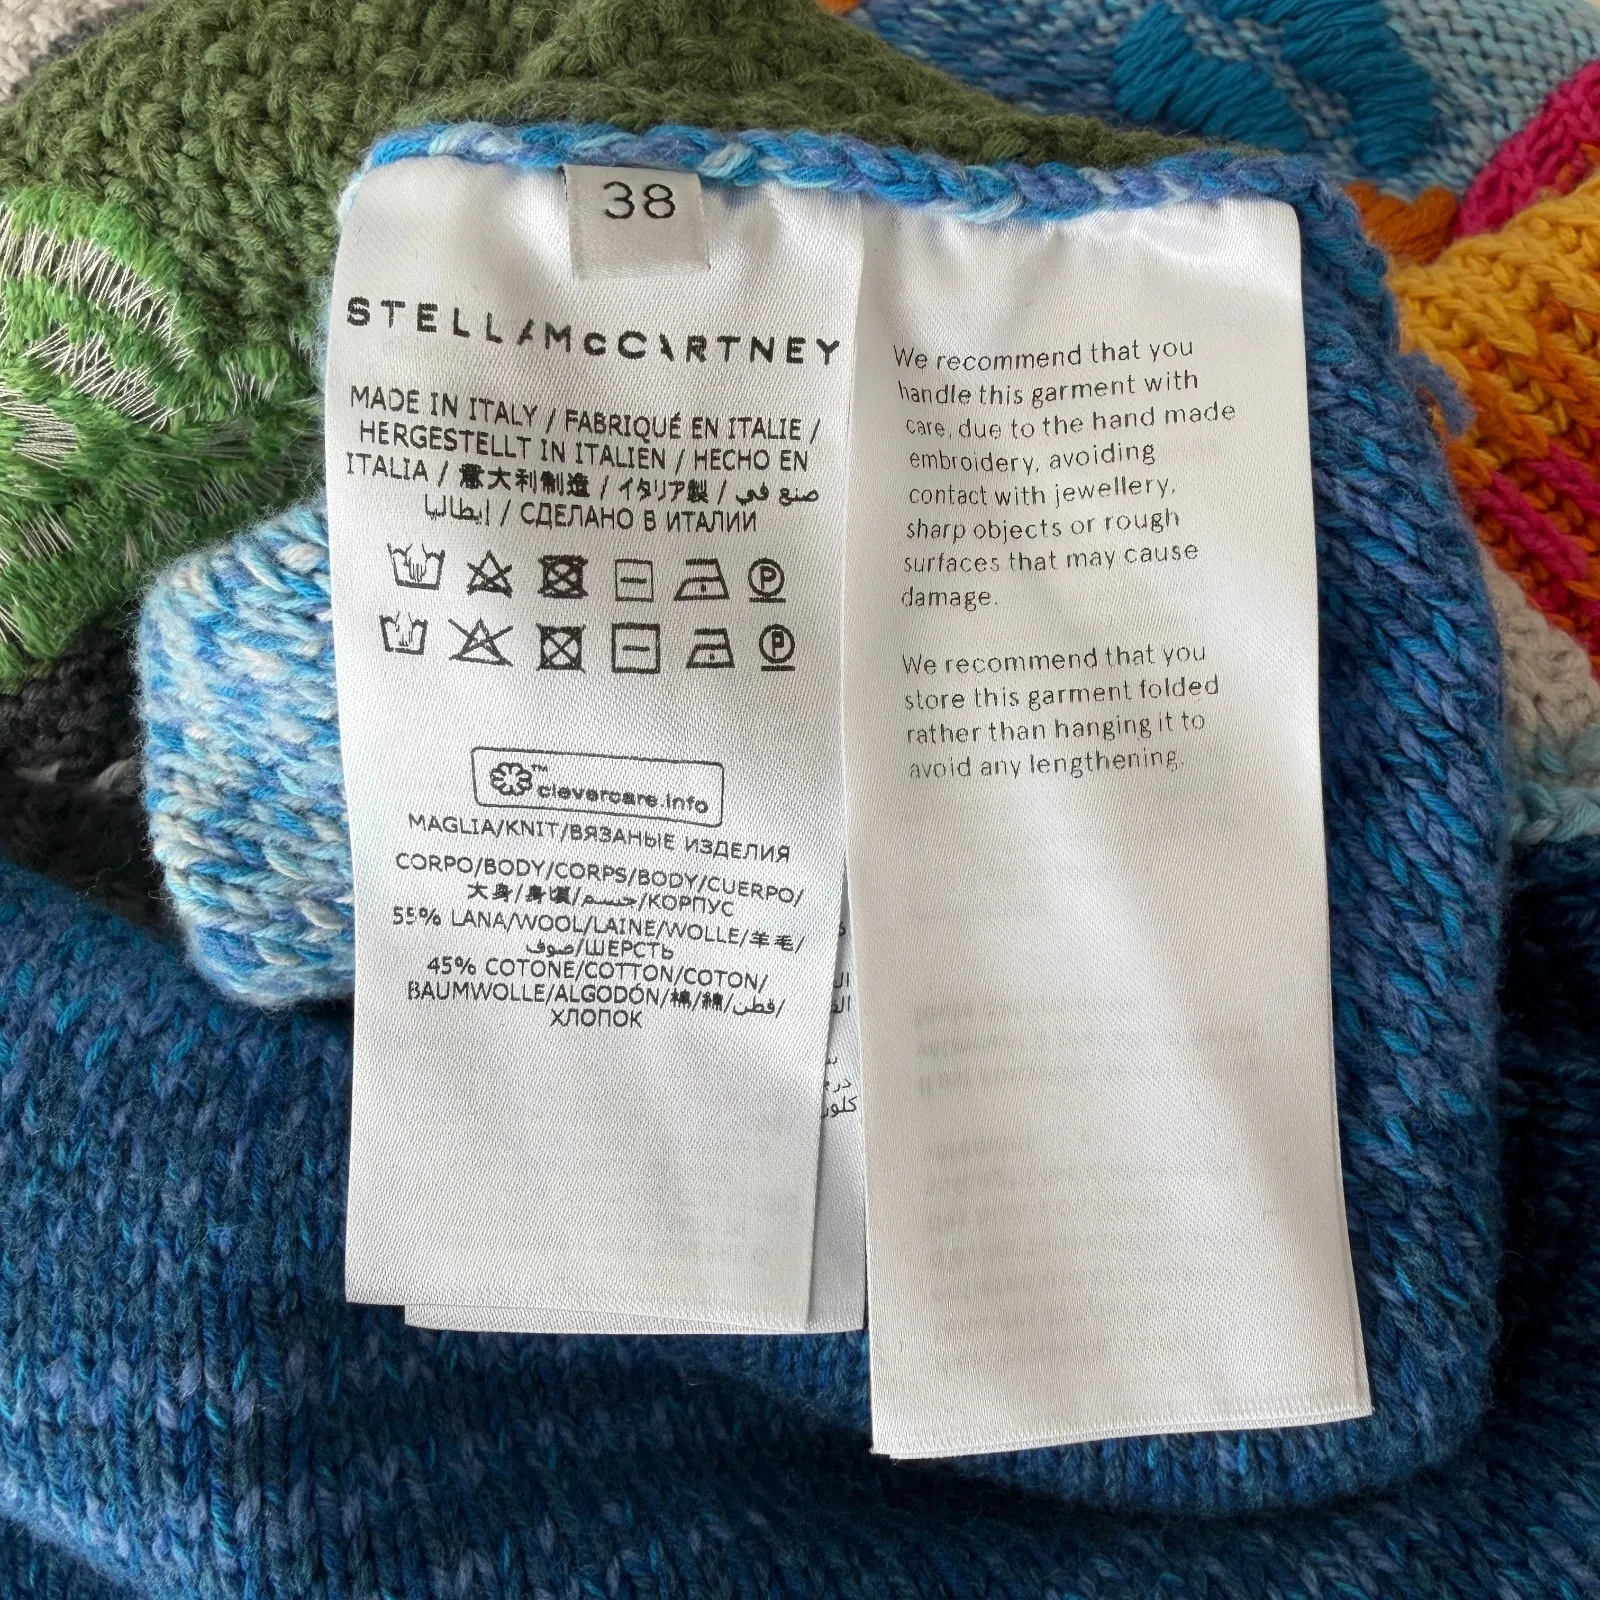 38
STELLAMcCARTNEY
MADE IN ITALY / FABRIQUÉ EN ITALIE /
HERGESTELLT IN ITALIEN / HECHO EN
ITALIA / 意大利制造 / イタリア製 / صنع في
إيطاليا / СДЕЛАНО В ИТАЛИИ
P
P
™
clevercare.info
MAGLIA/KNIT/ВЯЗАНЫЕ ИЗДЕЛИЯ
CORPO/BODY/CORPS/BODY/CUERPO/
大身/身頃/جسم/КОРПУС
55% LANA/WOOL/LAINE/WOLLE/羊毛/
صوف/ШЕРСТЬ
45% COTONE/COTTON/COTON/
BAUMWOLLE/ALGODÓN/棉/綿/قطن/
ХЛОПОК
We recommend that you
handle this garment with
care, due to the hand made
embroidery, avoiding
contact with jewellery,
sharp objects or rough
surfaces that may cause
damage.
We recommend that you
store this garment folded
rather than hanging it to
avoid any lengthening.